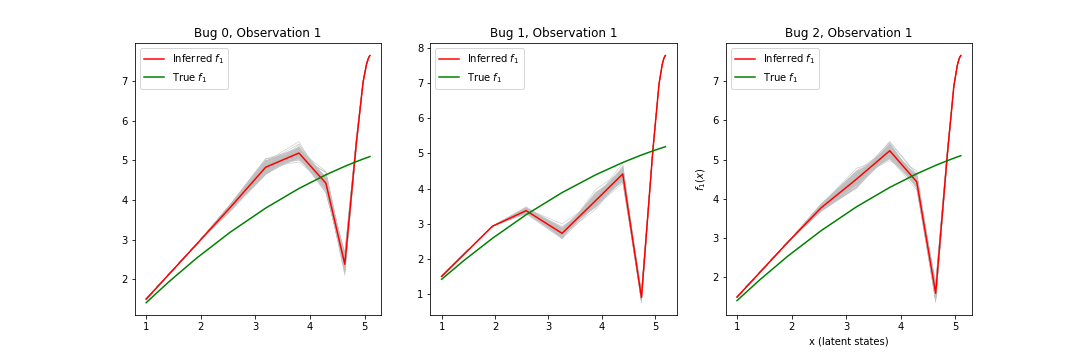 Bug 0, Observation 1
Inferred f₁
True f₁
7
6
5
4
3
2
1 2 3 4 5
Bug 1, Observation 1
Inferred f₁
True f₁
8
7
6
5
4
3
2
1
1 2 3 4 5
Bug 2, Observation 1
Inferred f₁
True f₁
f₁(x)
7
6
5
4
3
2
1 2 3 4 5
x (latent states)